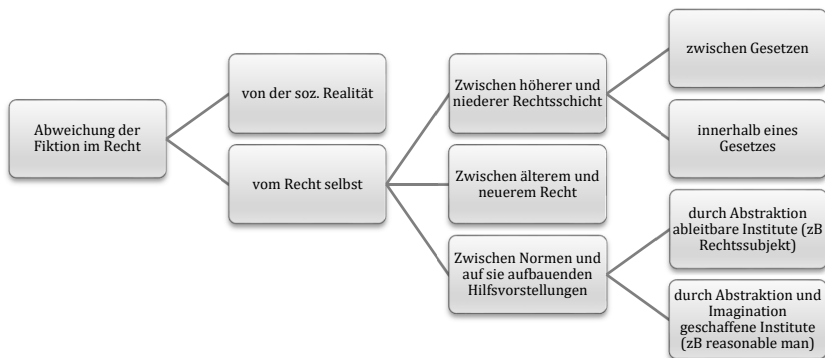 Abweichung der
Fiktion im Recht
von der soz. Realität
vom Recht selbst
Zwischen höherer und
niederer Rechtsschicht
Zwischen älterem und
neuerem Recht
Zwischen Normen und
auf sie aufbauenden
Hilfsvorstellungen
zwischen Gesetzen
innerhalb eines
Gesetzes
durch Abstraktion
ableitbare Institute (zB
Rechtssubjekt)
durch Abstraktion und
Imagination
geschaffene Institute
(zB reasonable man)